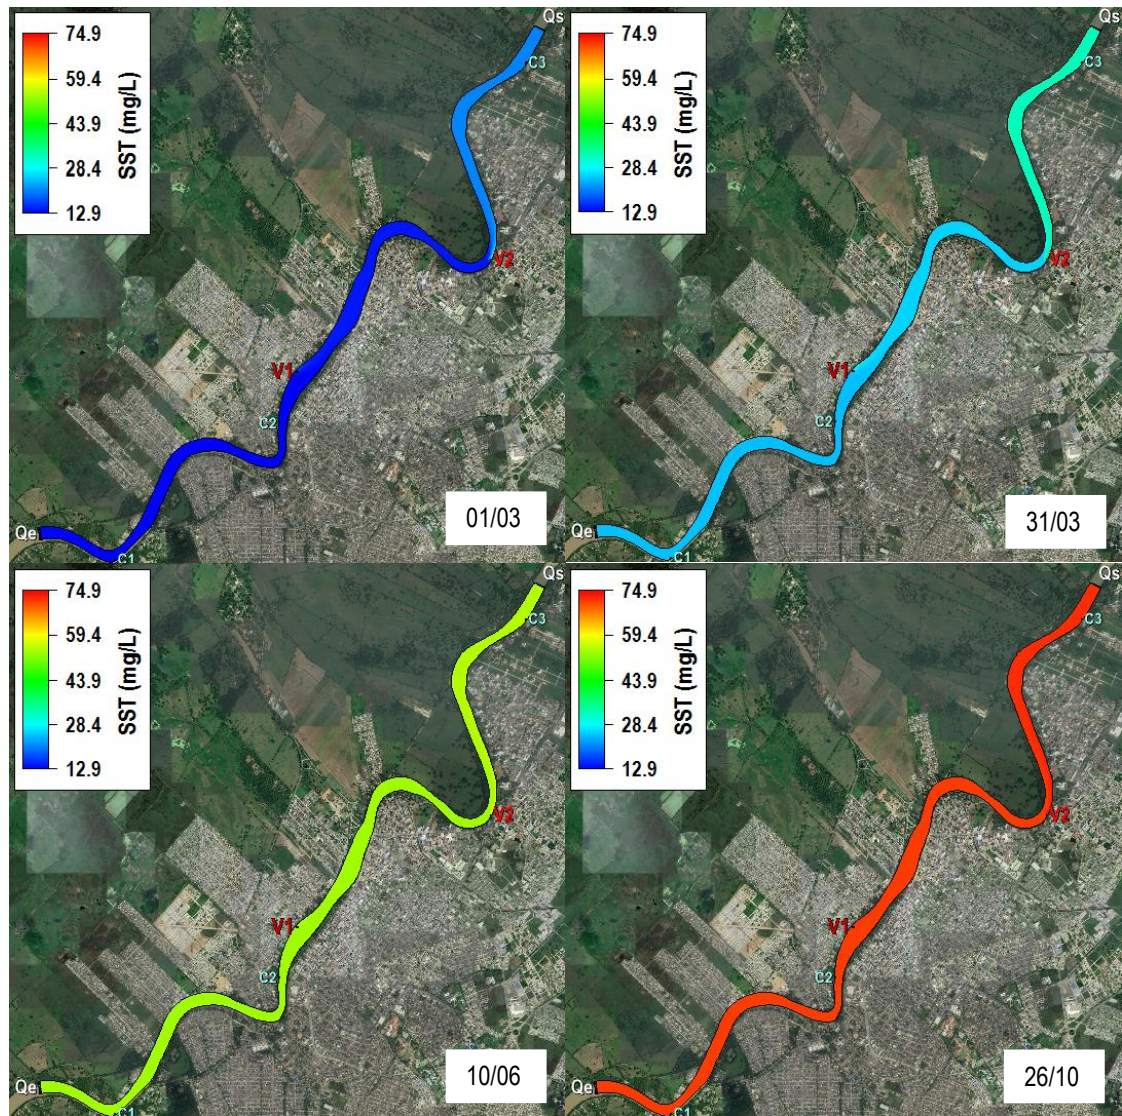 74.9
59.4
43.9
28.4
12.9
SST (mg/L)
Qs
C3
V2
V1
C2
Qe
C1
01/03
74.9
59.4
43.9
28.4
12.9
SST (mg/L)
Qs
C3
V2
V1
C2
Qe
C1
31/03
74.9
59.4
43.9
28.4
12.9
SST (mg/L)
Qs
C3
V2
V1
C2
Qe
C1
10/06
74.9
59.4
43.9
28.4
12.9
SST (mg/L)
Qs
C3
V2
V1
C2
Qe
C1
26/10